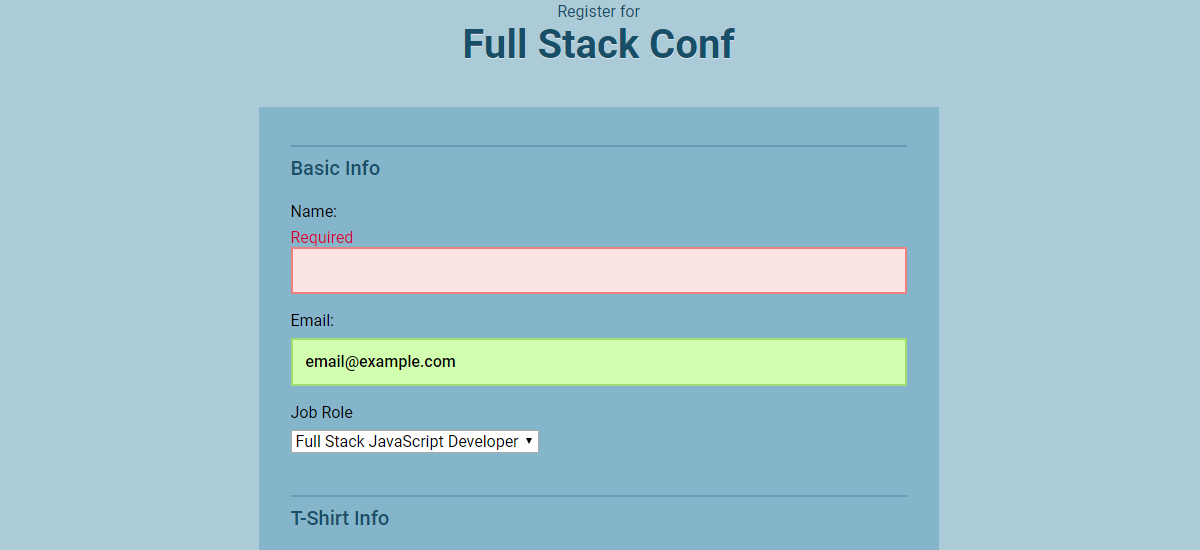 Register for
Full Stack Conf
Basic Info
Name:
Required
Email:
email@example.com
Job Role
Full Stack JavaScript Developer
T-Shirt Info